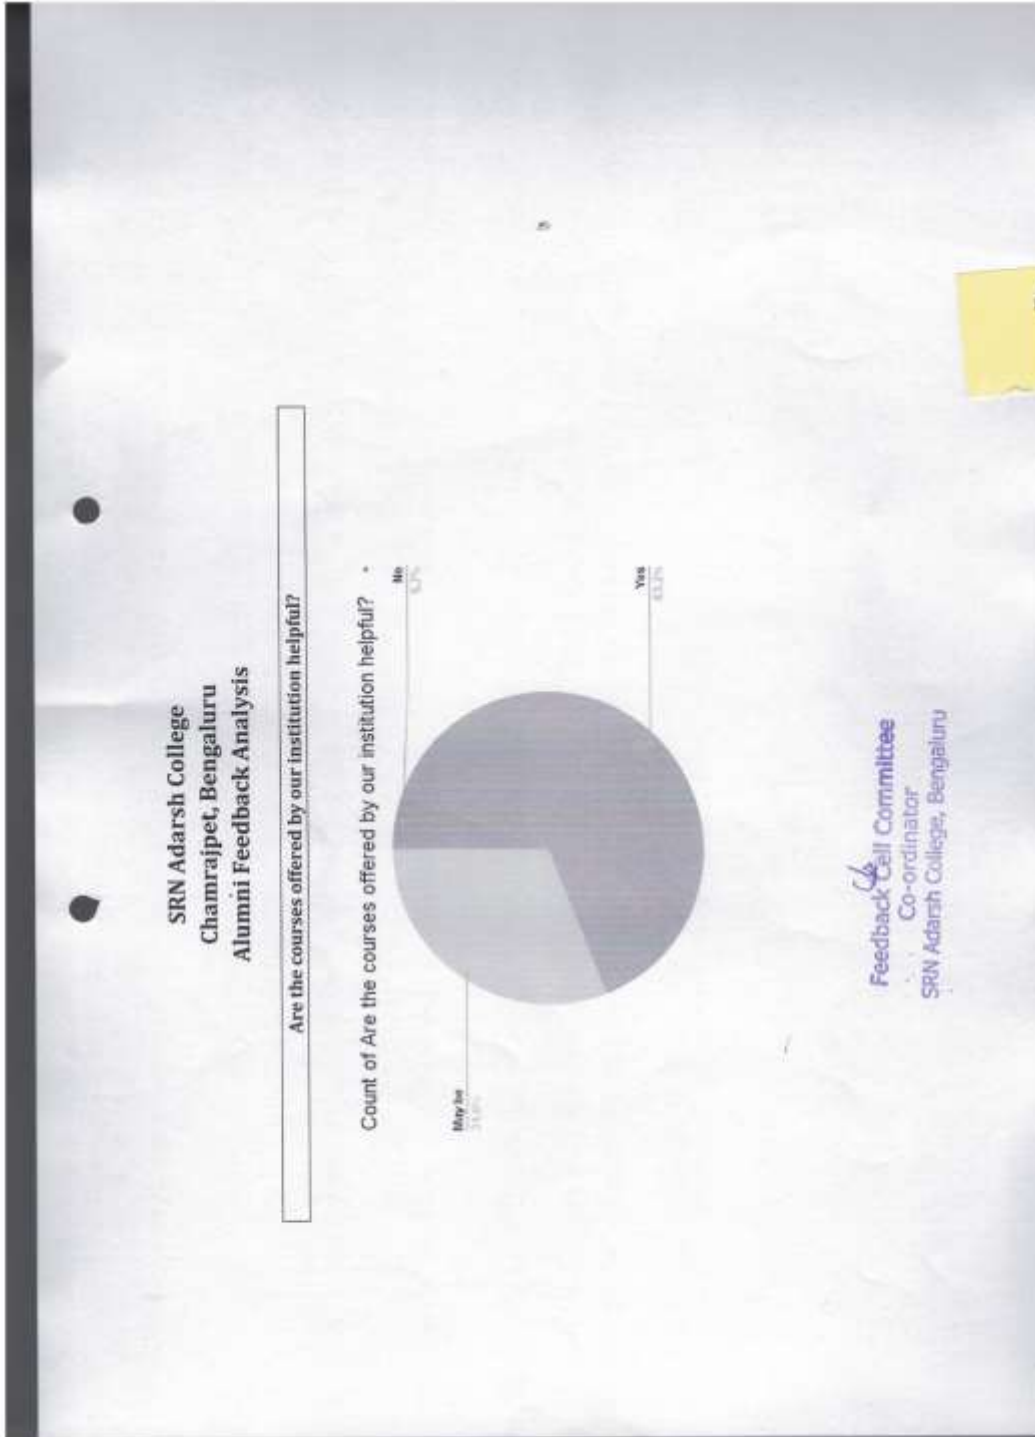 SRN Adarsh College
Chamrajpet, Bengaluru
Alumni Feedback Analysis
Are the courses offered by our institution helpful?
Count of Are the courses offered by our institution helpful?
No
May be
Yes
Feedback Cell Committee
Co-ordinator
SRN Adarsh College, Bengaluru